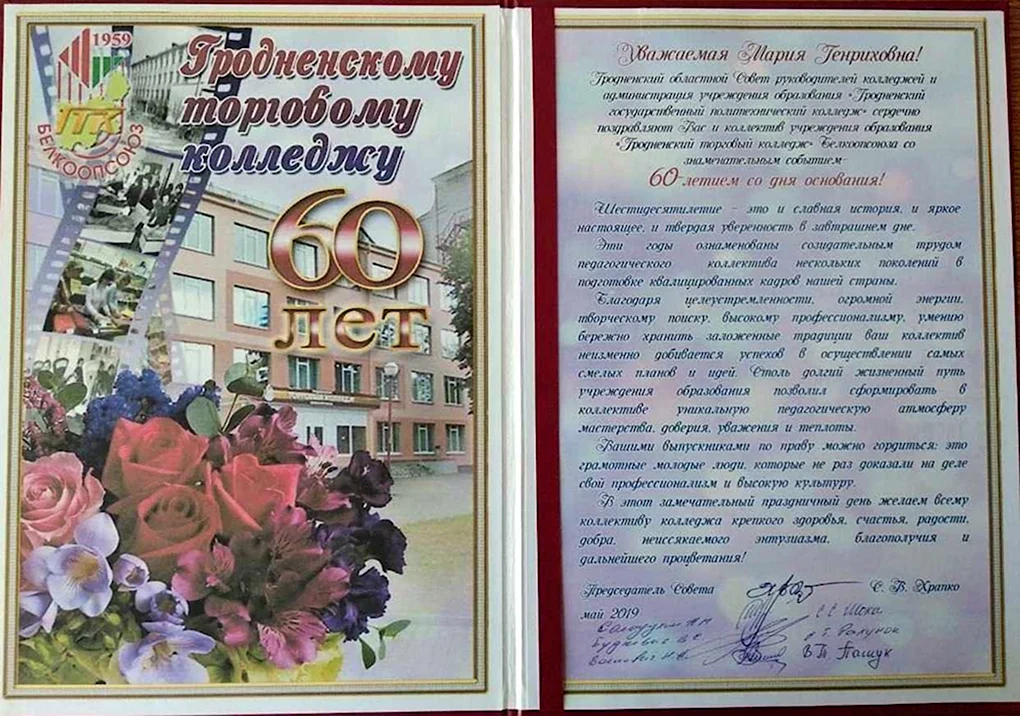 1959
ГТК
БЕЛКООПСОЮЗ
Гродненскому
торговому
колледжу
60
лет
Уважаемая Мария Генриховна!
Гродненский областной Совет руководителей колледжей и
администрация учреждения образования «Гродненский
государственный политехнический колледж» сердечно
поздравляют Вас и коллектив учреждения образования
«Гродненский торговый колледж» Белкоопсоюза со
знаменательным событием-
60-летием со дня основания!
Шестидесятилетие - это и славная история, и яркое
настоящее, и твердая уверенность в завтрашнем дне.
Эти годы ознаменованы созидательным трудом
педагогического коллектива нескольких поколений в
подготовке квалицированных кадров нашей страны.
Благодаря целеустремленности, огромной энергии,
творческому поиску, высокому профессионализму, умению
бережно хранить заложенные традиции ваш коллектив
неизменно добивается успехов в осуществлении самых
смелых планов и идей. Столь долгий жизненный путь
учреждения образования позволил сформировать в
коллективе уникальную педагогическую атмосферу
мастерства, доверия, уважения и теплоты.
Вашими выпускниками по праву можно гордиться: это
грамотные молодые люди, которые не раз доказали на деле
свой профессионализм и высокую культуру.
В этот замечательный праздничный день желаем всему
коллективу колледжа крепкого здоровья, счастья, радости,
добра, неиссякаемого энтузиазма, благополучия и
дальнейшего процветания!
Председатель Совета С. В. Храпко
май 2019
В.П. Пашук